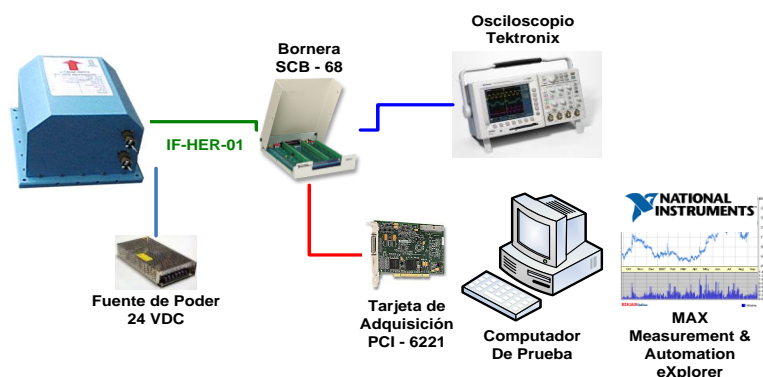 Osciloscopio
Tektronix
Bornera
SCB - 68
IF-HER-01
NATIONAL
INSTRUMENTS
Fuente de Poder
24 VDC
Tarjeta de
Adquisición
PCI - 6221
Computador
De Prueba
MAX
Measurement &
Automation
eXplorer